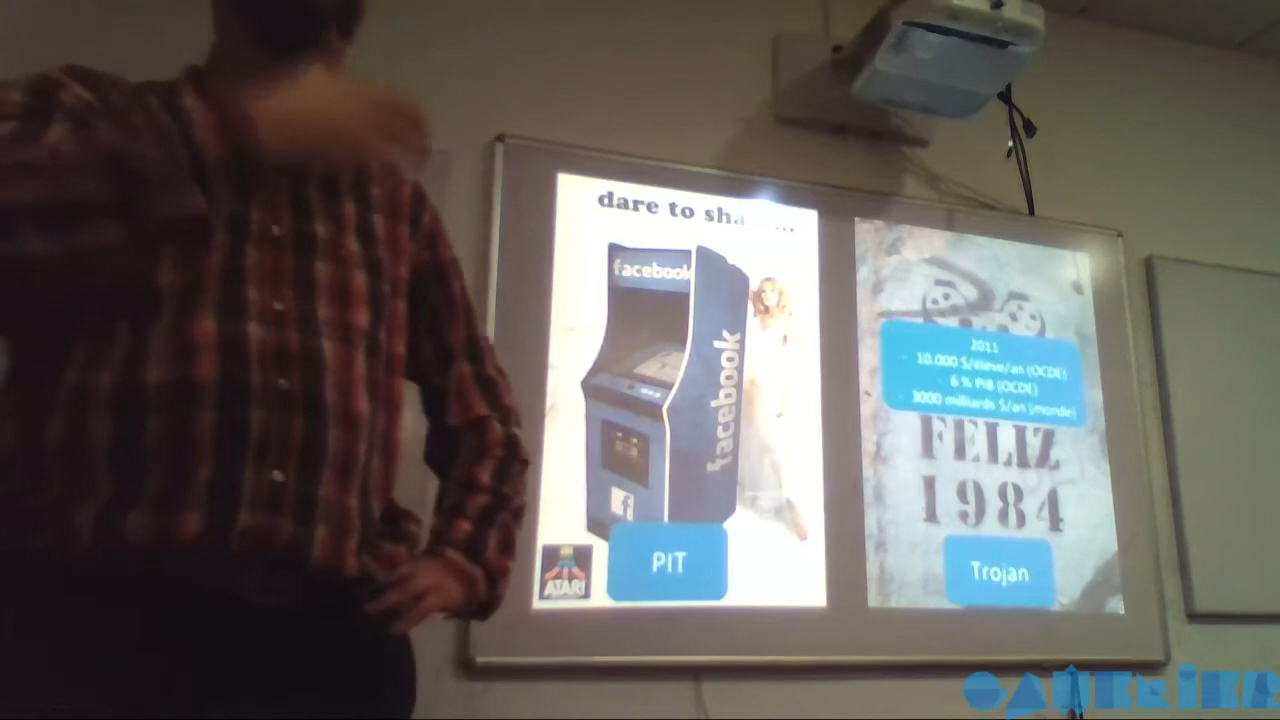 dare to
facebook
facebook
f
ATARI
PIT
2011
- 10.000 $/élève/an (OCDE)
- 6 % PIB (OCDE)
- 3000 milliards $/an (monde)
FELIZ
1984
Trojan